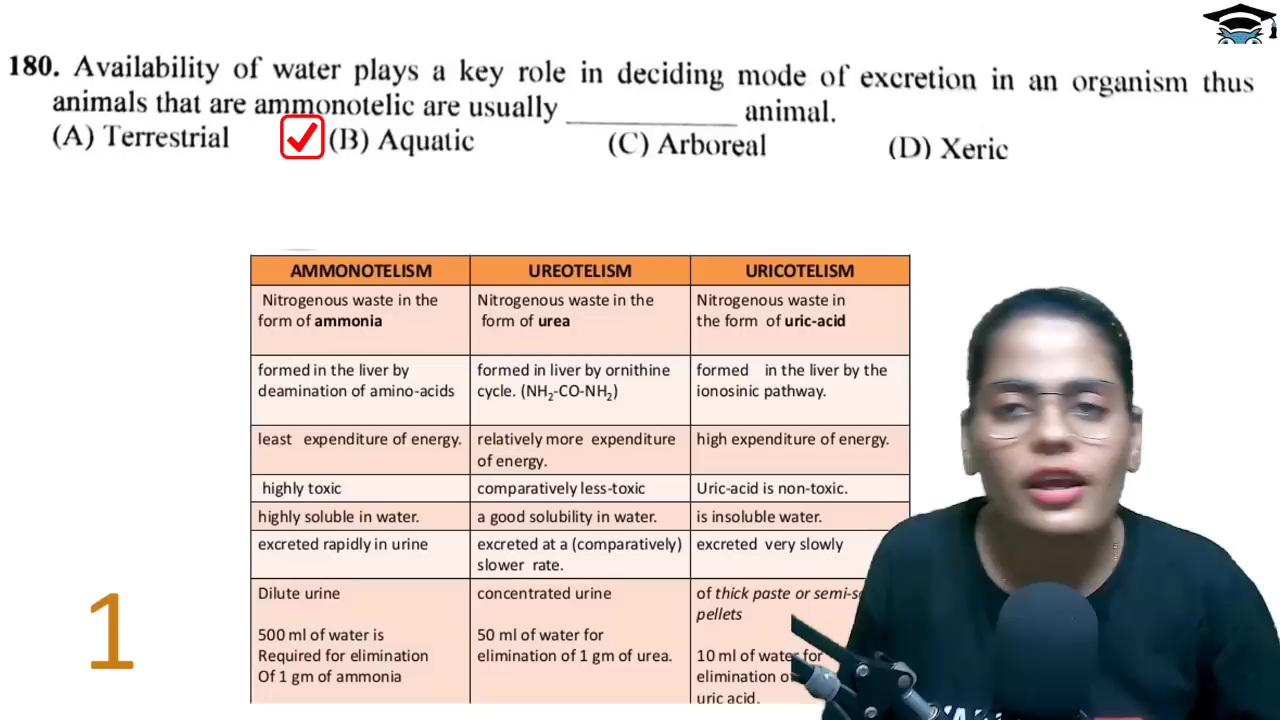 180. Availability of water plays a key role in deciding mode of excretion in an organism thus
animals that are ammonotelic are usually ____________ animal.
(A) Terrestrial (B) Aquatic (C) Arboreal (D) Xeric
AMMONOTELISM UREOTELISM URICOTELISM
Nitrogenous waste in the
form of ammonia
Nitrogenous waste in the
form of urea
Nitrogenous waste in
the form of uric-acid
formed in the liver by
deamination of amino-acids
formed in liver by ornithine
cycle. (NH₂-CO-NH₂)
formed in the liver by the
ionosinic pathway.
least expenditure of energy.
relatively more expenditure
of energy.
high expenditure of energy.
highly toxic
comparatively less-toxic
Uric-acid is non-toxic.
highly soluble in water.
a good solubility in water.
is insoluble water.
excreted rapidly in urine
excreted at a (comparatively)
slower rate.
excreted very slowly
Dilute urine
500 ml of water is
Required for elimination
Of 1 gm of ammonia
concentrated urine
50 ml of water for
elimination of 1 gm of urea.
of thick paste or
pellets
10 ml of water for
elimination
uric acid.
1